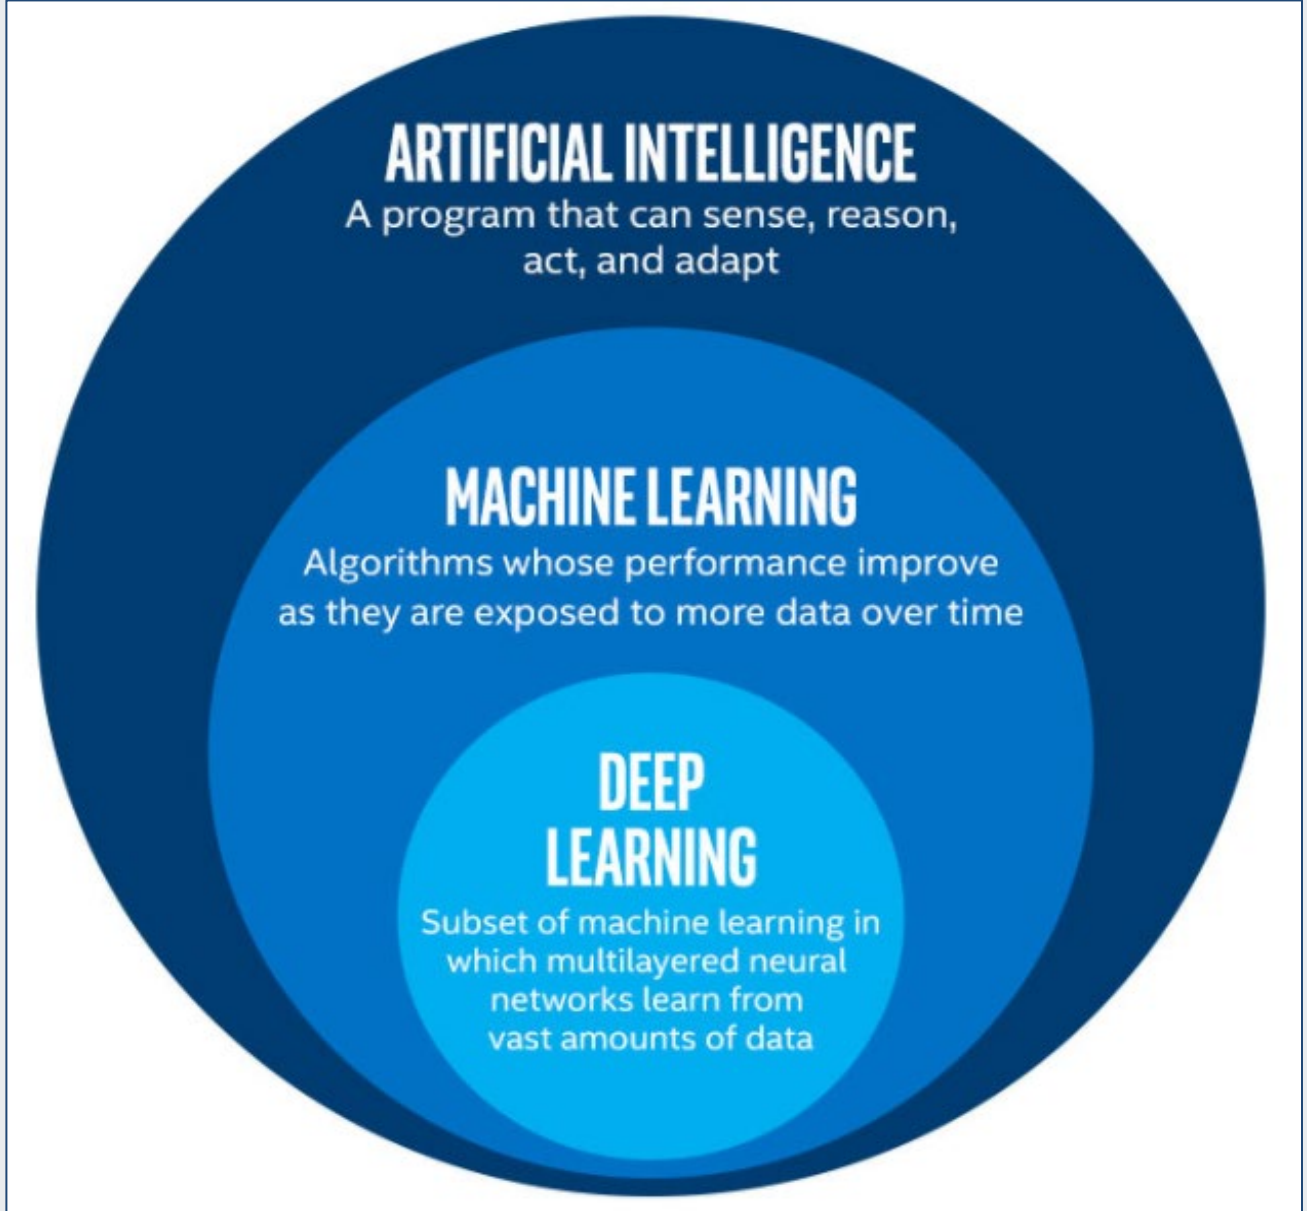 ARTIFICIAL INTELLIGENCE
A program that can sense, reason,
act, and adapt
MACHINE LEARNING
Algorithms whose performance improve
as they are exposed to more data over time
DEEP
LEARNING
Subset of machine learning in
which multilayered neural
networks learn from
vast amounts of data